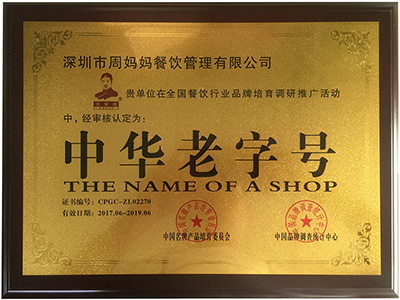 深圳市周妈妈餐饮管理有限公司
贵单位在全国餐饮行业品牌培育调研推广活动
中，经审核认定为：
中华老字号
THE NAME OF A SHOP
证书编号：CPGC-ZL02270
有效日期：2017.06-2019.06
中国名牌产品培育委员会
中国品牌调查统计中心